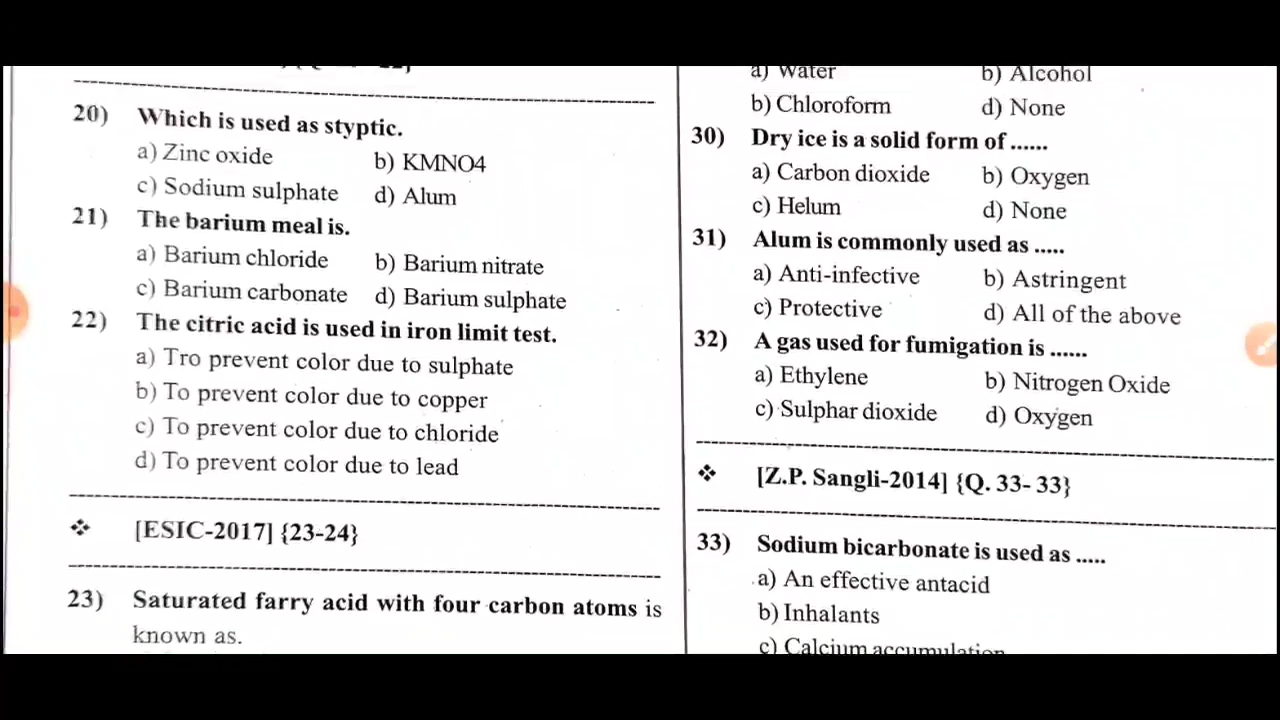 20) Which is used as styptic.
a) Zinc oxide b) KMNO4
c) Sodium sulphate d) Alum
21) The barium meal is.
a) Barium chloride b) Barium nitrate
c) Barium carbonate d) Barium sulphate
22) The citric acid is used in iron limit test.
a) Tro prevent color due to sulphate
b) To prevent color due to copper
c) To prevent color due to chloride
d) To prevent color due to lead
❖ [ESIC-2017] {23-24}
23) Saturated farry acid with four carbon atoms is
known as.
a) Water b) Alcohol
b) Chloroform d) None
30) Dry ice is a solid form of ......
a) Carbon dioxide b) Oxygen
c) Helum d) None
31) Alum is commonly used as .....
a) Anti-infective b) Astringent
c) Protective d) All of the above
32) A gas used for fumigation is ......
a) Ethylene b) Nitrogen Oxide
c) Sulphar dioxide d) Oxygen
❖ [Z.P. Sangli-2014] {Q. 33- 33}
33) Sodium bicarbonate is used as .....
a) An effective antacid
b) Inhalants
c) Calcium accumulation